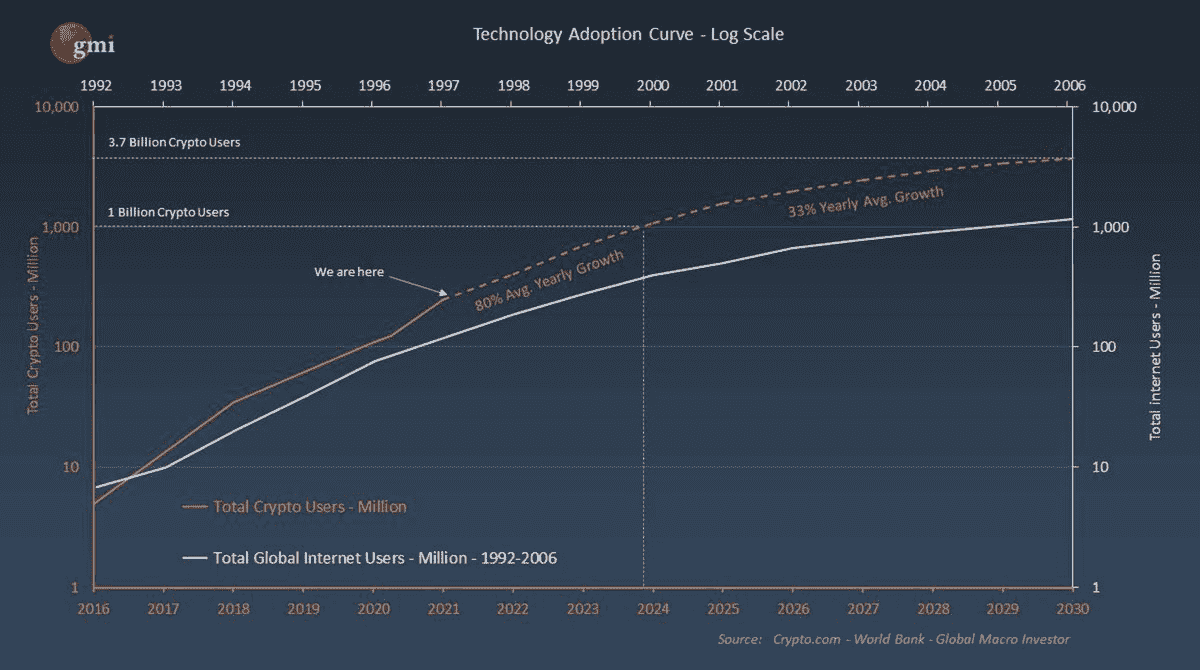 gmi
Technology Adoption Curve - Log Scale
1992 1993 1994 1995 1996 1997 1998 1999 2000 2001 2002 2003 2004 2005 2006
10,000 10,000
3.7 Billion Crypto Users
33% Yearly Avg. Growth
1 Billion Crypto Users
1,000 1,000
We are here
80% Avg. Yearly Growth
Total Crypto Users - Million
Total internet Users - Million
100 100
10 10
Total Crypto Users - Million
Total Global Internet Users - Million - 1992-2006
1 1
2016 2017 2018 2019 2020 2021 2022 2023 2024 2025 2026 2027 2028 2029 2030
Source: Crypto.com - World Bank - Global Macro Investor